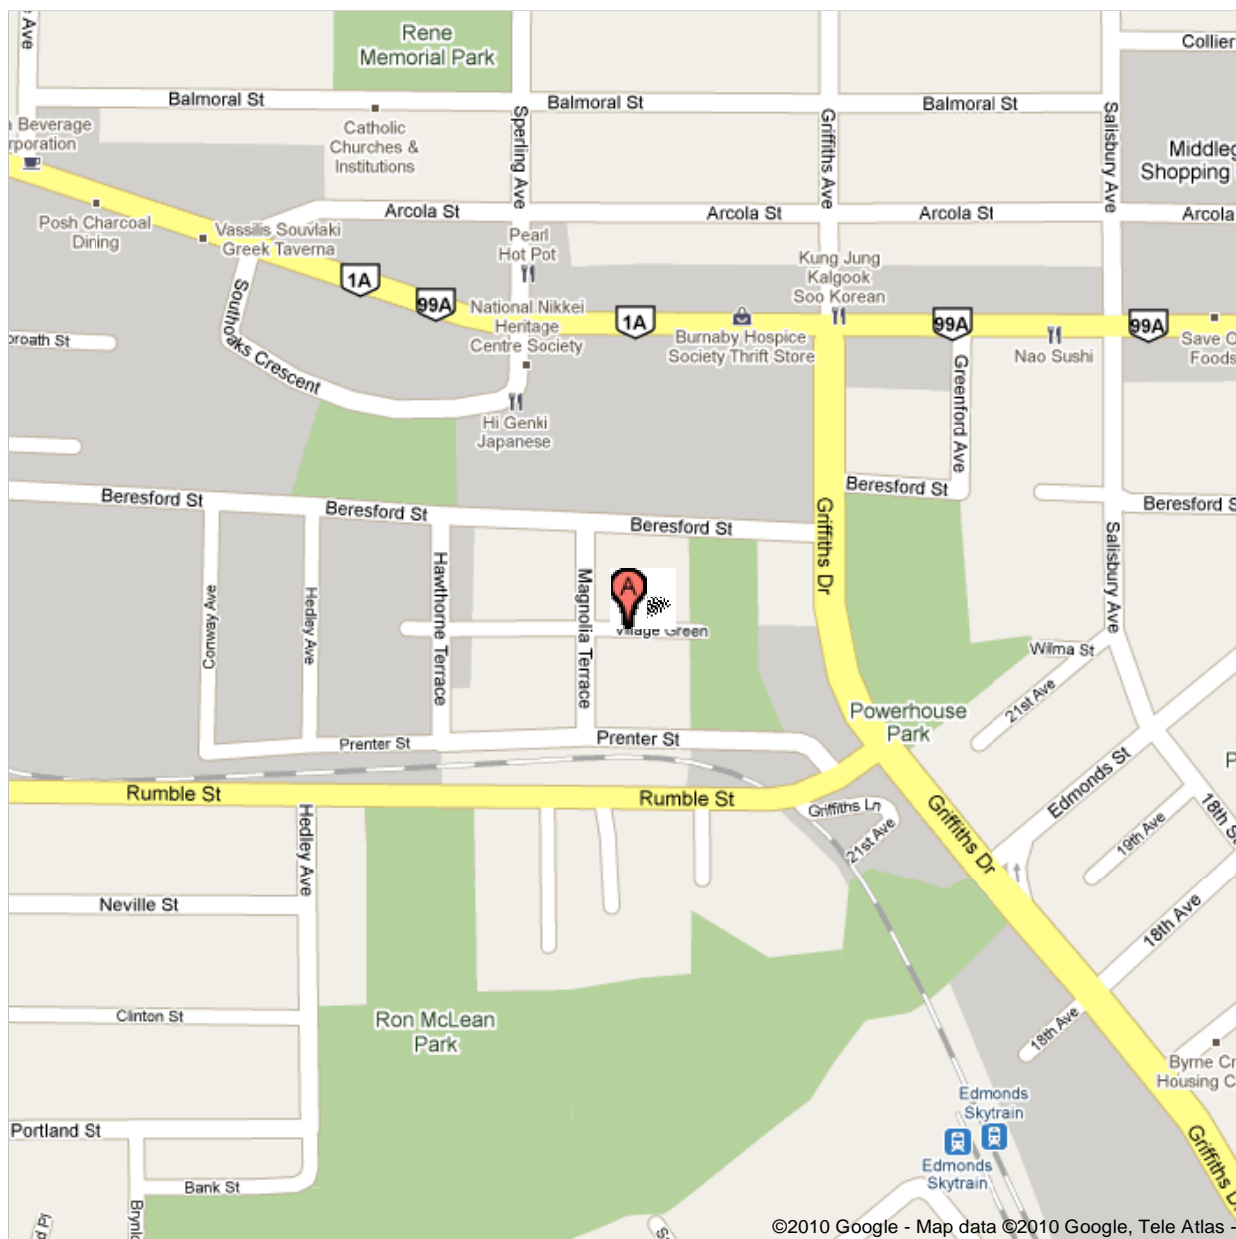 Rene
Memorial Park
Collier
Balmoral St
Balmoral St
Balmoral St
Ave
Sperling Ave
Griffiths Ave
Salisbury Ave
a Beverage
rporation
Catholic
Churches &
Institutions
Middleg
Shopping
Posh Charcoal
Dining
Vassilis Souvlaki
Greek Taverna
Arcola St
Arcola St
Arcola St
Arcola
Pearl
Hot Pot
Kung Jung
Kalgook
Soo Korean
1A
99A
1A
99A
99A
National Nikkei
Heritage
Centre Society
Burnaby Hospice
Society Thrift Store
Nao Sushi
Save O
Foods
Southoaks Crescent
oroath St
Greenford Ave
Hi Genki
Japanese
Beresford St
Beresford St
Beresford St
Beresford St
Beresford S
Griffiths Dr
Salisbury Ave
Conway Ave
Hedley Ave
Hawthorne Terrace
Magnolia Terrace
A
Village Green
Wilma St
21st Ave
Powerhouse
Park
P
Prenter St
Prenter St
Edmonds St
Rumble St
Rumble St
Griffiths Ln
21st Ave
Griffiths Dr
19th Ave
18th St
Hedley Ave
Neville St
18th Ave
Clinton St
Ron McLean
Park
18th Ave
Byrne Cr
Housing C
Edmonds
Skytrain
Edmonds
Skytrain
Portland St
Griffiths D
Bank St
Brynlo
d Pl
©2010 Google - Map data ©2010 Google, Tele Atlas -